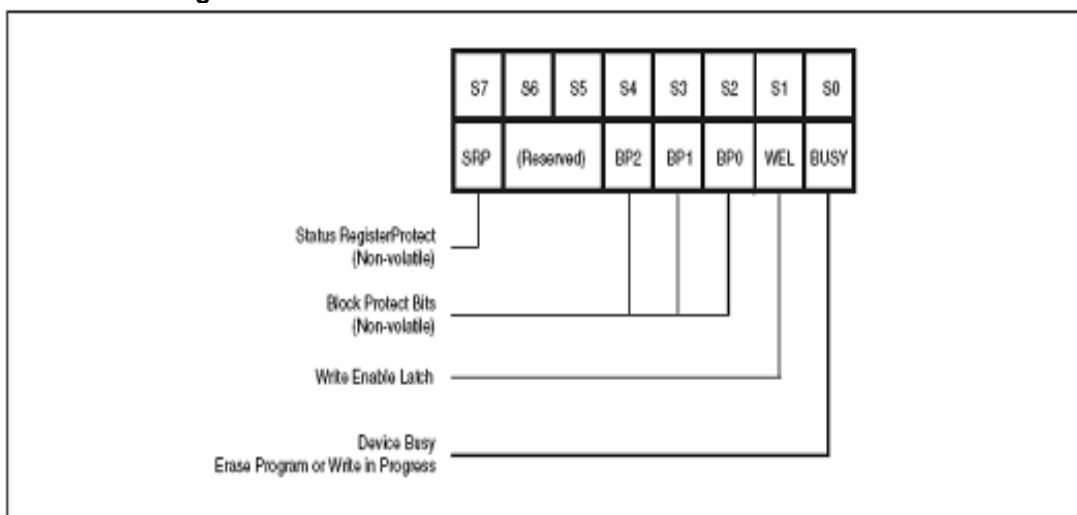 S7 S6 S5 S4 S3 S2 S1 S0
SRP (Reserved) BP2 BP1 BP0 WEL BUSY
Status RegisterProtect
(Non-volatile)
Block Protect Bits
(Non-volatile)
Write Enable Latch
Device Busy
Erase Program or Write in Progress